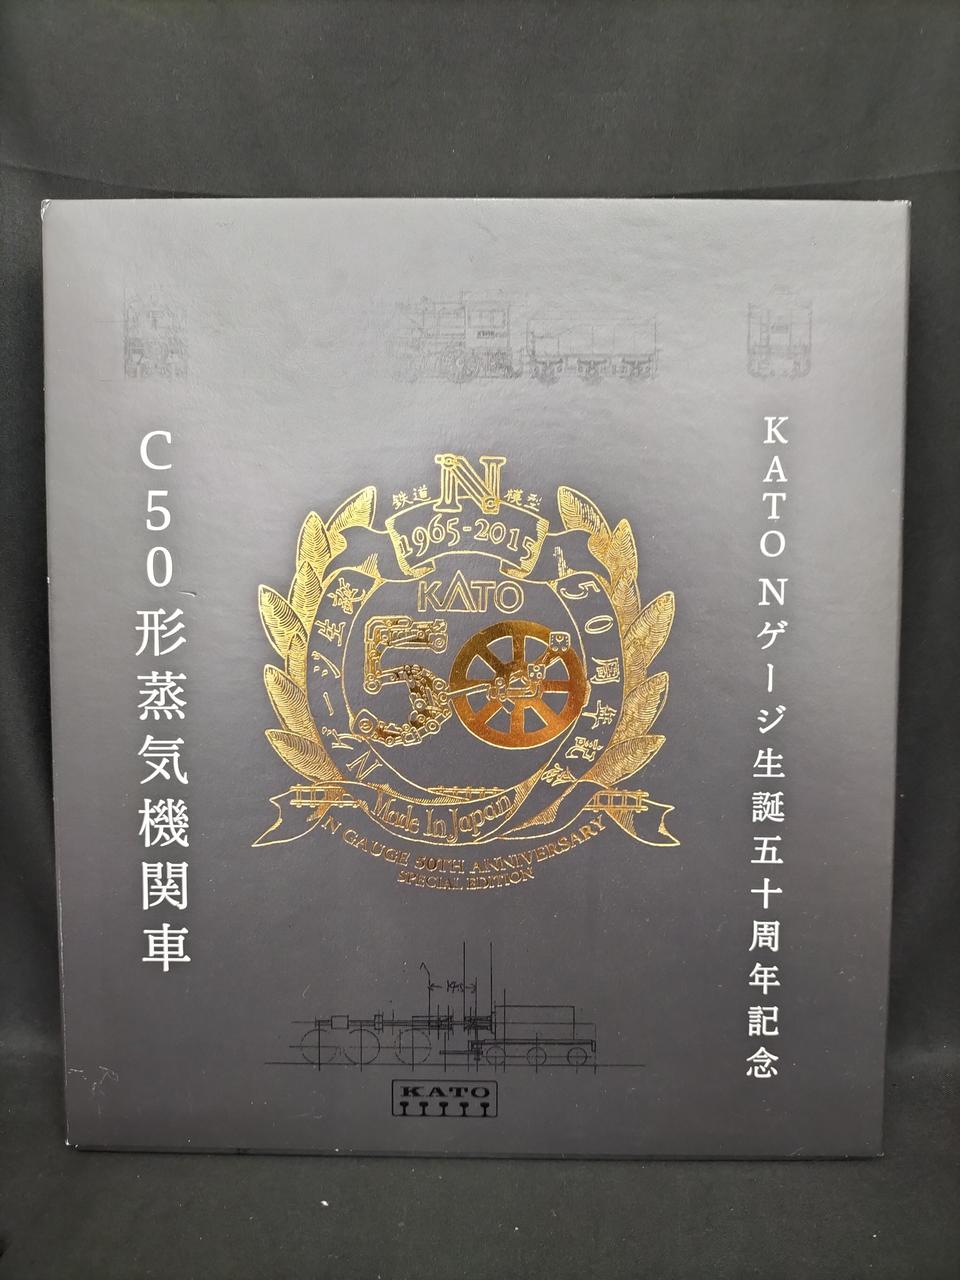 KATO Nゲージ生誕五十周年記念
C50形蒸気機関車
鉄道 N 模型
1965-2015
KATO
50
Nゲージ生誕50周年記念
Made In Japan
N GAUGE 50TH ANNIVERSARY
SPECIAL EDITION
KATO